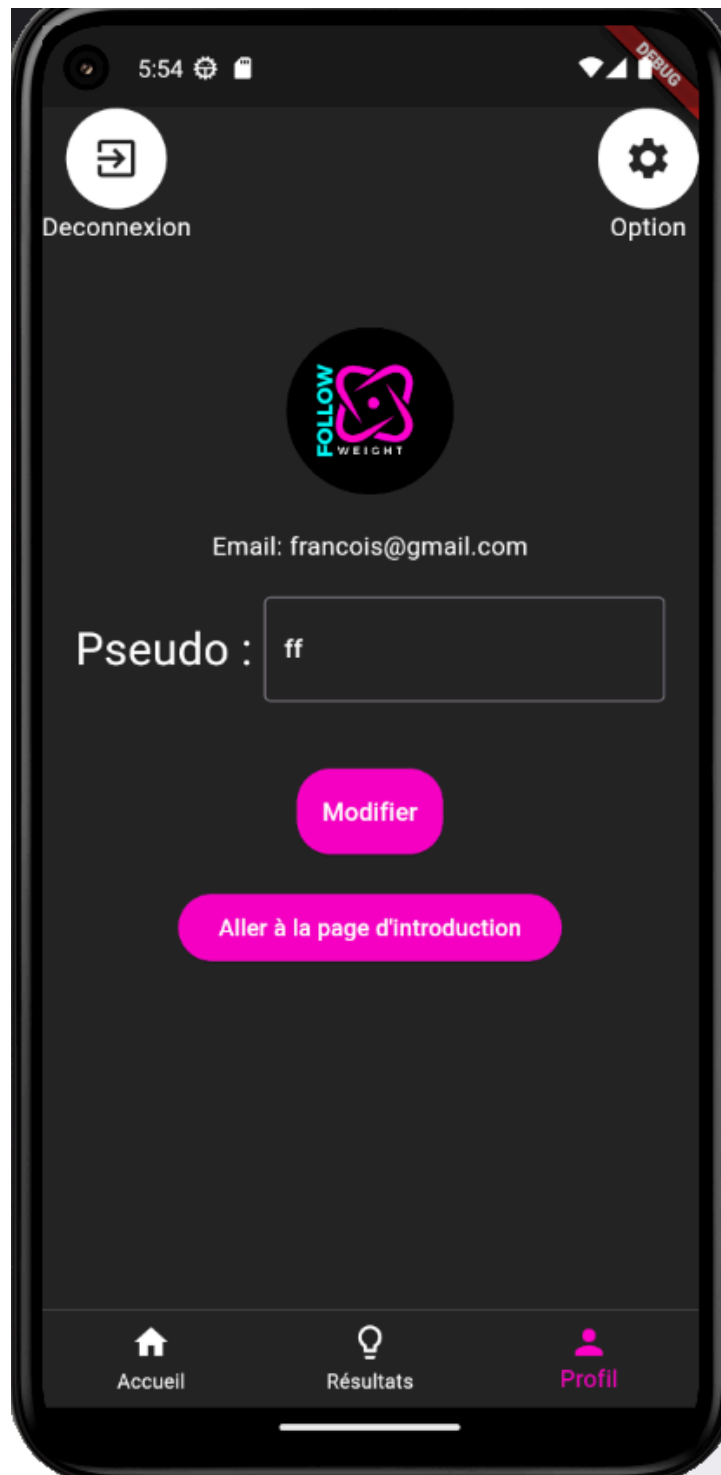 5:54
DEBUG
Deconnexion
Option
FOLLOW
WEIGHT
Email: francois@gmail.com
Pseudo :
ff
Modifier
Aller à la page d'introduction
Accueil
Résultats
Profil